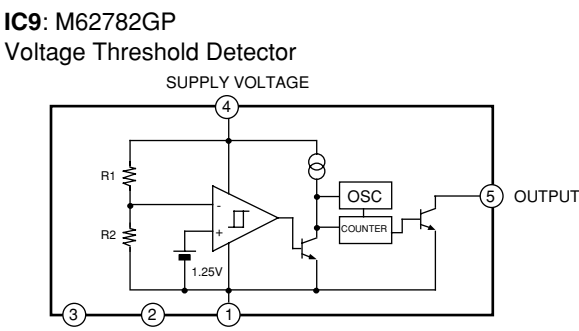 IC9: M62782GP
Voltage Threshold Detector
SUPPLY VOLTAGE
4
R1
OSC
5 OUTPUT
-
COUNTER
R2
+
1.25V
3 2 1